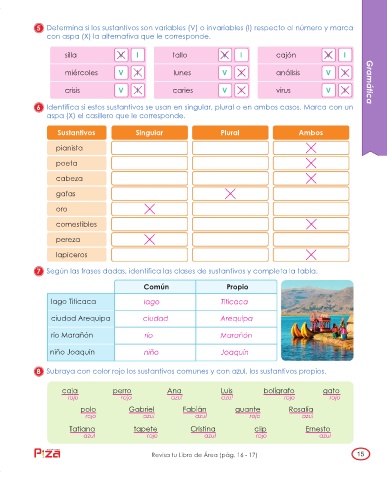 5 Determina si los sustantivos son variables (V) o invariables (I) respecto al número y marca
con aspa (X) la alternativa que le corresponde.
silla V I tallo V I cajón V I
miércoles V I lunes V I análisis V I
crisis V I caries V I virus V I
Gramática
6 Identifica si estos sustantivos se usan en singular, plural o en ambos casos. Marca con un
aspa (X) el casillero que le corresponde.
Sustantivos Singular Plural Ambos
pianista
poeta
cabeza
gafas
oro
comestibles
pereza
lapiceros
7 Según las frases dadas, identifica las clases de sustantivos y completa la tabla.
Común Propio
lago Titicaca lago Titicaca
ciudad Arequipa ciudad Arequipa
río Marañón río Marañón
niño Joaquín niño Joaquín
8 Subraya con color rojo los sustantivos comunes y con azul, los sustantivos propios.
caja perro Ana Luis bolígrafo gato
rojo rojo azul azul rojo rojo
polo Gabriel Fabián guante Rosalía
rojo azul azul rojo azul
Tatiana tapete Cristina clip Ernesto
azul rojo azul rojo azul
Revisa tu Libro de Área (pág. 16 - 17)
15